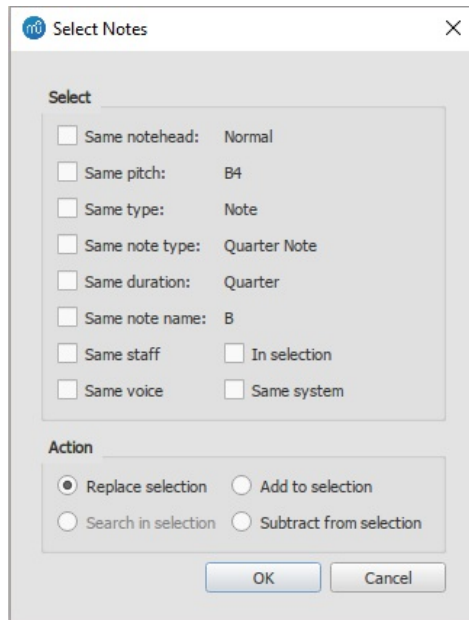 Select Notes
Select
Same notehead: Normal
Same pitch: B4
Same type: Note
Same note type: Quarter Note
Same duration: Quarter
Same note name: B
Same staff In selection
Same voice Same system
Action
Replace selection Add to selection
Search in selection Subtract from selection
OK Cancel